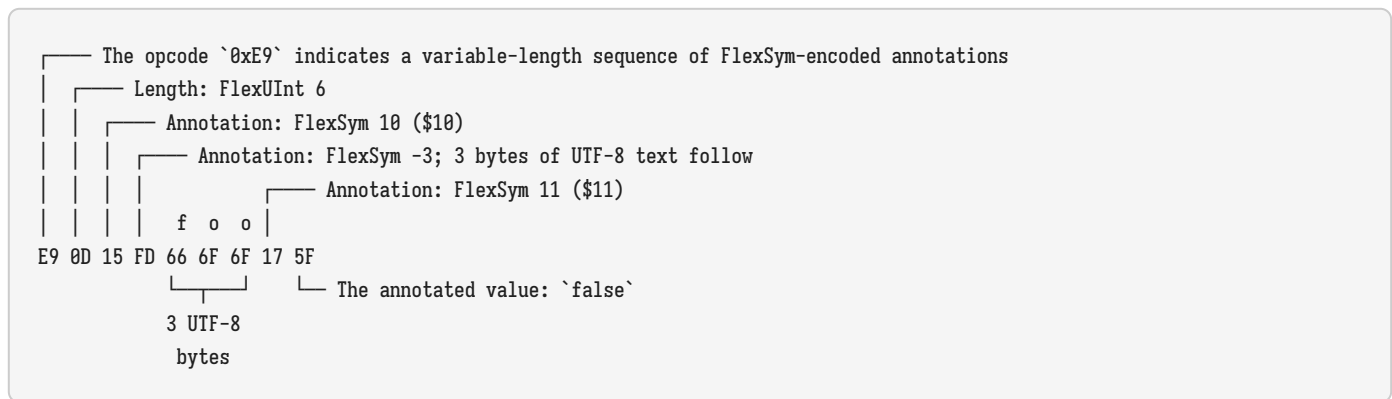 ┌──── The opcode `0xE9` indicates a variable-length sequence of FlexSym-encoded annotations
│  ┌──── Length: FlexUInt 6
│  │  ┌──── Annotation: FlexSym 10 ($10)
│  │  │  ┌──── Annotation: FlexSym -3; 3 bytes of UTF-8 text follow
│  │  │  │           ┌──── Annotation: FlexSym 11 ($11)
│  │  │  │   f  o  o │
E9 0D 15 FD 66 6F 6F 17 5F
            └──┬───┘    └── The annotated value: `false`
            3 UTF-8
             bytes